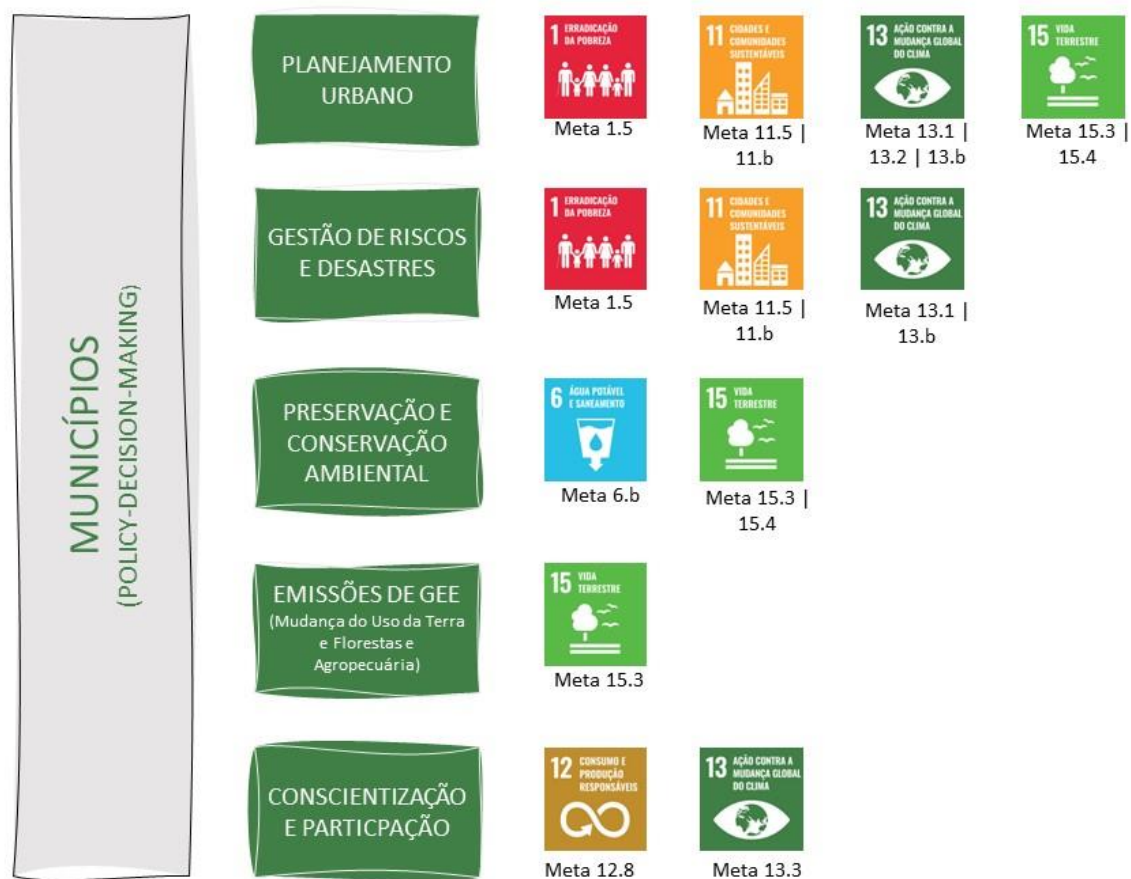 MUNICÍPIOS
(POLICY-DECISION-MAKING)
PLANEJAMENTO
URBANO
1 ERRADICAÇÃO
DA POBREZA
Meta 1.5
11 CIDADES E
COMUNIDADES
SUSTENTÁVEIS
Meta 11.5 |
11.b
13 AÇÃO CONTRA A
MUDANÇA GLOBAL
DO CLIMA
Meta 13.1 |
13.2 | 13.b
15 VIDA
TERRESTRE
Meta 15.3 |
15.4
GESTÃO DE RISCOS
E DESASTRES
1 ERRADICAÇÃO
DA POBREZA
Meta 1.5
11 CIDADES E
COMUNIDADES
SUSTENTÁVEIS
Meta 11.5 |
11.b
13 AÇÃO CONTRA A
MUDANÇA GLOBAL
DO CLIMA
Meta 13.1 |
13.b
PRESERVAÇÃO E
CONSERVAÇÃO
AMBIENTAL
6 ÁGUA POTÁVEL
E SANEAMENTO
Meta 6.b
15 VIDA
TERRESTRE
Meta 15.3 |
15.4
EMISSÕES DE GEE
(Mudança do Uso da Terra
e Florestas e
Agropecuária)
15 VIDA
TERRESTRE
Meta 15.3
CONSCIENTIZAÇÃO
E PARTICPAÇÃO
12 CONSUMO E
PRODUÇÃO
RESPONSÁVEIS
Meta 12.8
13 AÇÃO CONTRA A
MUDANÇA GLOBAL
DO CLIMA
Meta 13.3